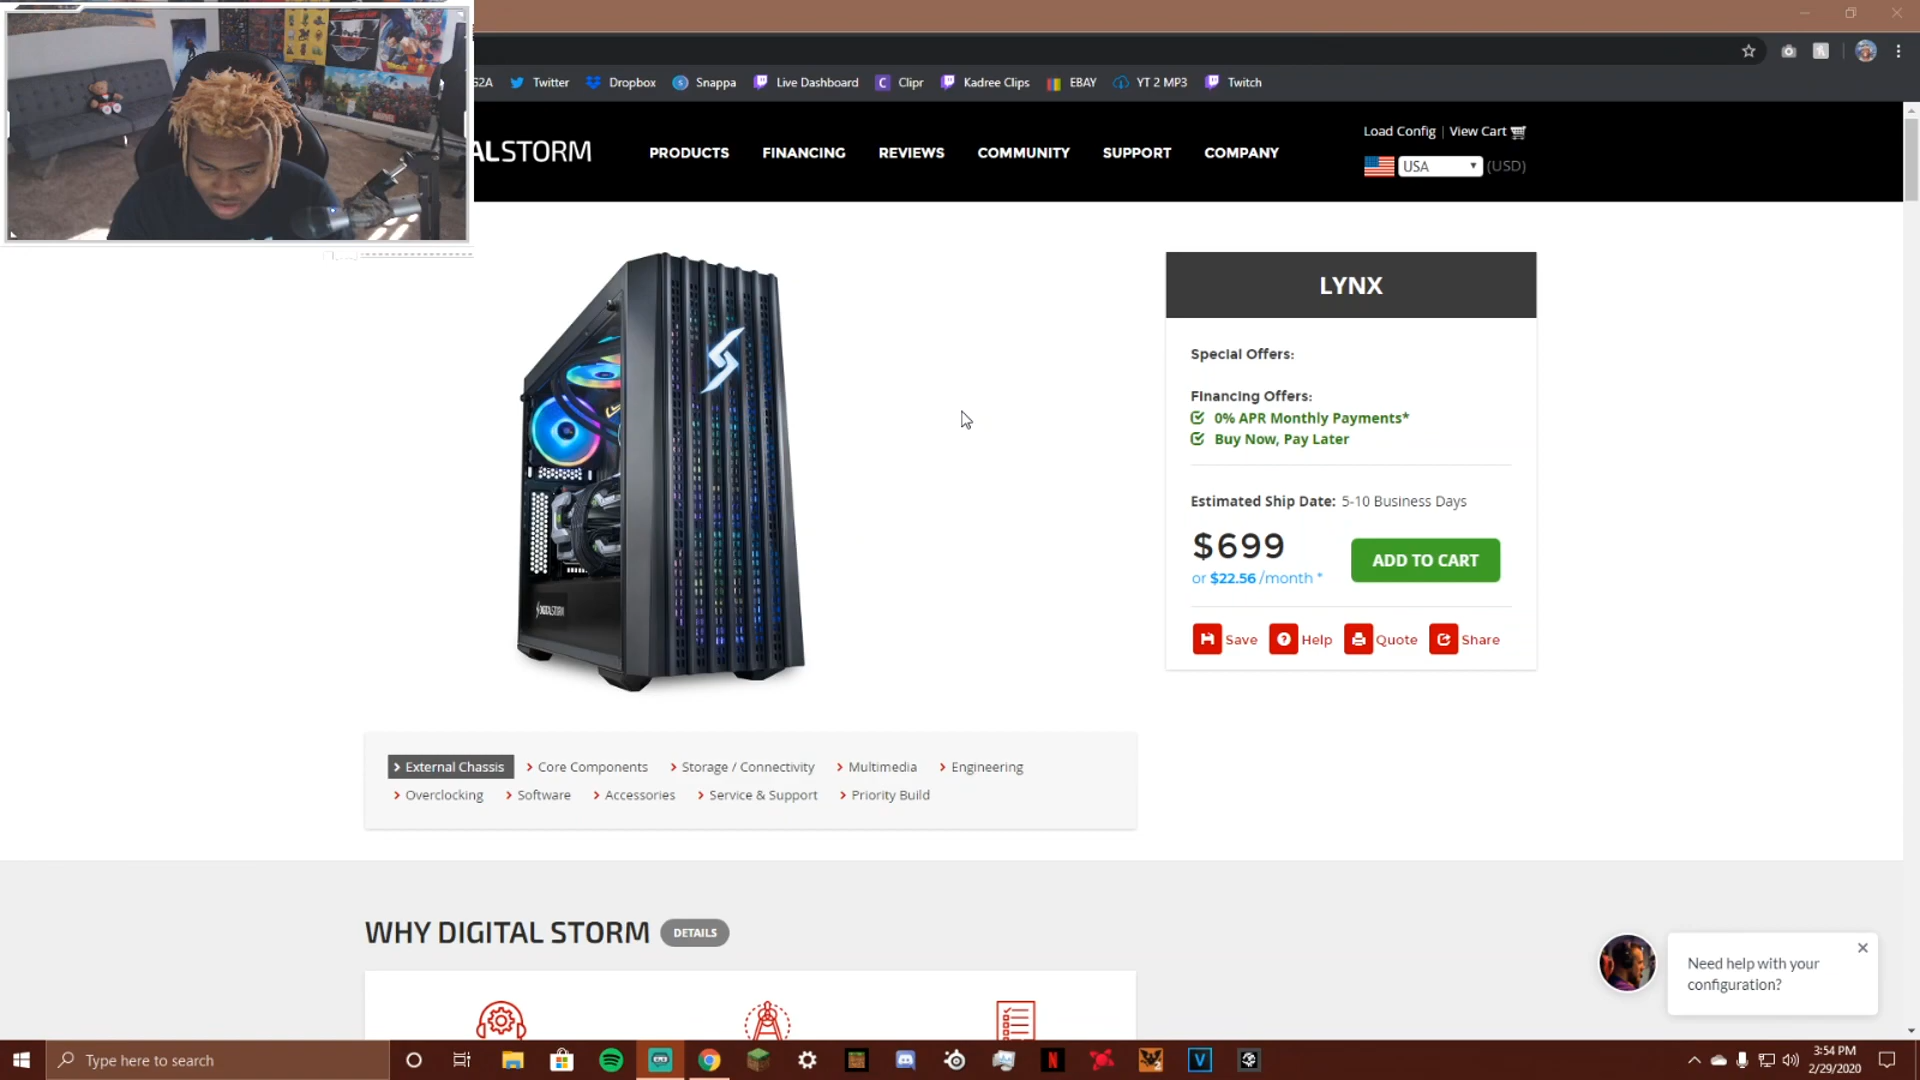 G2A Twitter Dropbox Snappa Live Dashboard Clipr Kadree Clips EBAY YT 2 MP3 Twitch
ALSTORM PRODUCTS FINANCING REVIEWS COMMUNITY SUPPORT COMPANY
Load Config | View Cart
USA (USD)
LYNX
Special Offers:
Financing Offers:
0% APR Monthly Payments*
Buy Now, Pay Later
Estimated Ship Date: 5-10 Business Days
$699
or $22.56 /month *
ADD TO CART
Save Help Quote Share
DIGITALSTORM
External Chassis Core Components Storage / Connectivity Multimedia Engineering
Overclocking Software Accessories Service & Support Priority Build
WHY DIGITAL STORM DETAILS
Need help with your
configuration?
Type here to search
3:54 PM
2/29/2020